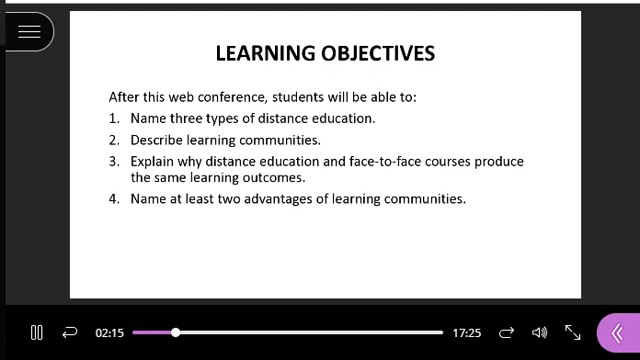 LEARNING OBJECTIVES
After this web conference, students will be able to:
1. Name three types of distance education.
2. Describe learning communities.
3. Explain why distance education and face-to-face courses produce
the same learning outcomes.
4. Name at least two advantages of learning communities.
02:15
17:25